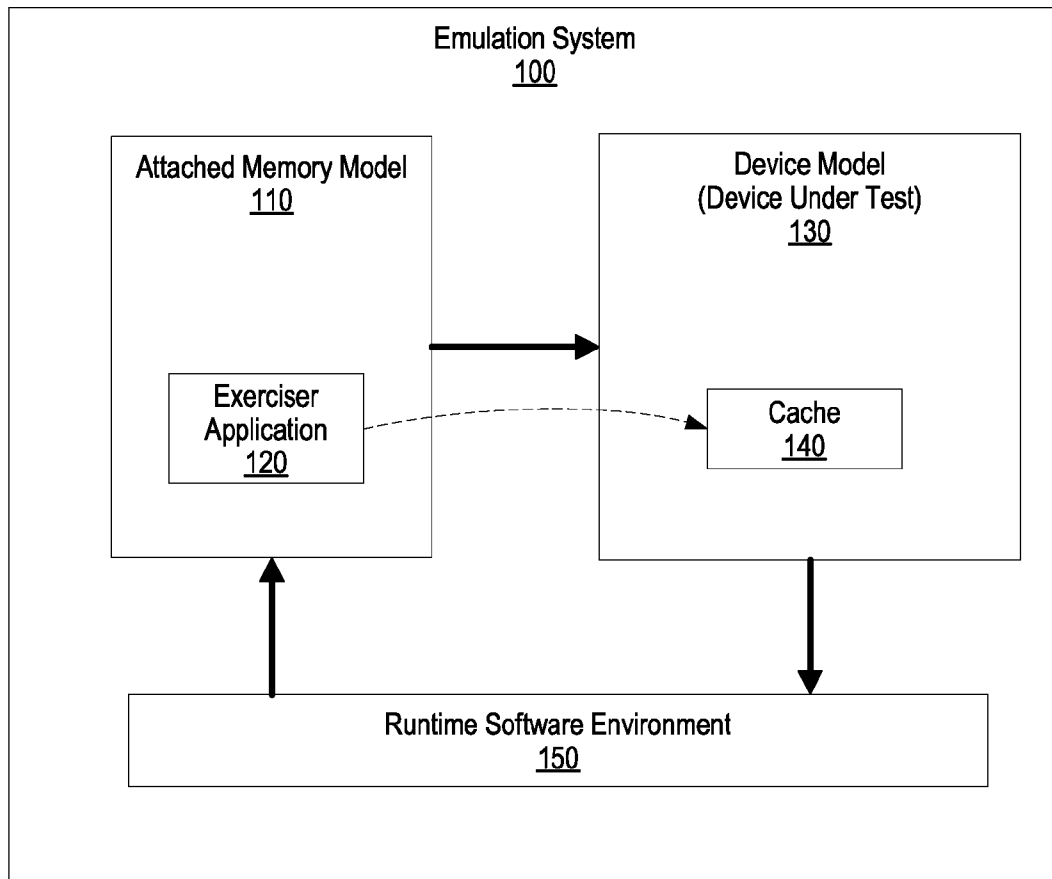 Emulation System
100
Attached Memory Model
110
Device Model
(Device Under Test)
130
Exerciser
Application
120
Cache
140
Runtime Software Environment
150